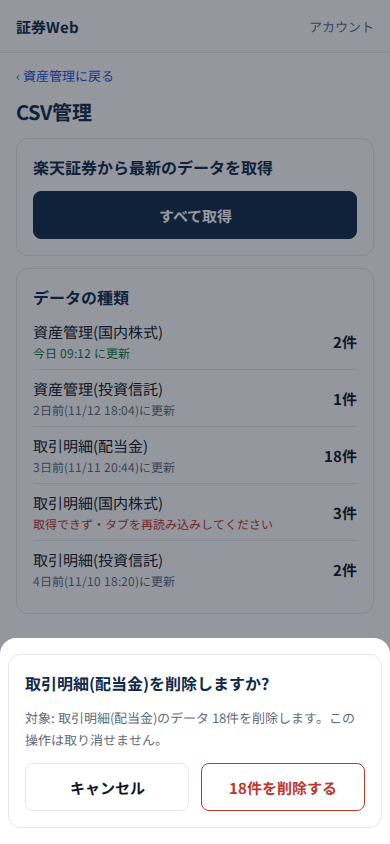 証券Web
アカウント
‹ 資産管理に戻る
CSV管理
楽天証券から最新のデータを取得
すべて取得
データの種類
資産管理(国内株式)
今日 09:12 に更新
2件
資産管理(投資信託)
2日前(11/12 18:04)に更新
1件
取引明細(配当金)
3日前(11/11 20:44)に更新
18件
取引明細(国内株式)
取得できず・タブを再読み込みしてください
3件
取引明細(投資信託)
4日前(11/10 18:20)に更新
2件
取引明細(配当金)を削除しますか?
対象: 取引明細(配当金)のデータ 18件を削除します。この
操作は取り消せません。
キャンセル
18件を削除する